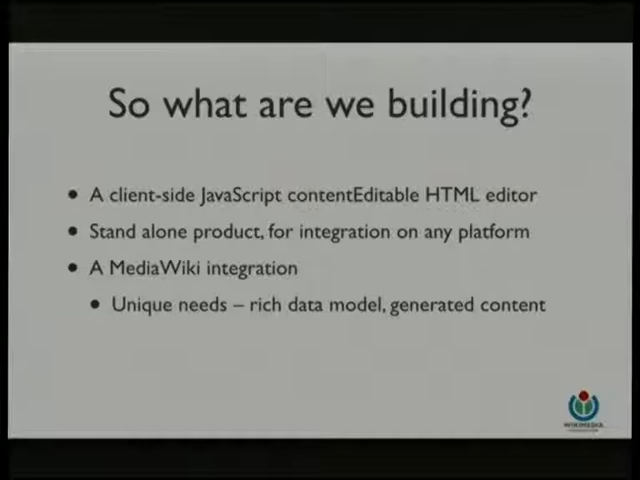 So what are we building?
• A client-side JavaScript contentEditable HTML editor
• Stand alone product, for integration on any platform
• A MediaWiki integration
• Unique needs – rich data model, generated content
WIKIMEDIA